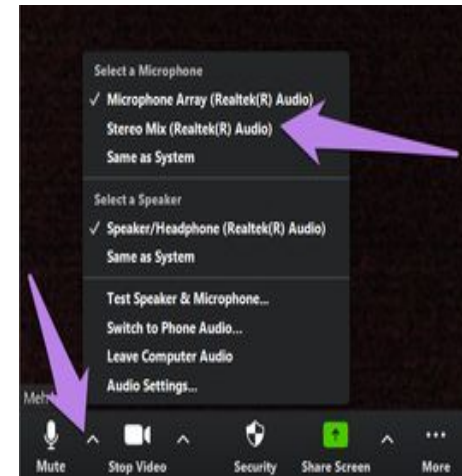 Select a Microphone
✓ Microphone Array (Realtek(R) Audio)
Stereo Mix (Realtek(R) Audio)
Same as System
Select a Speaker
✓ Speaker/Headphone (Realtek(R) Audio)
Same as System
Test Speaker & Microphone...
Switch to Phone Audio...
Leave Computer Audio
Audio Settings...
Mute
Stop Video
Security
Share Screen
More